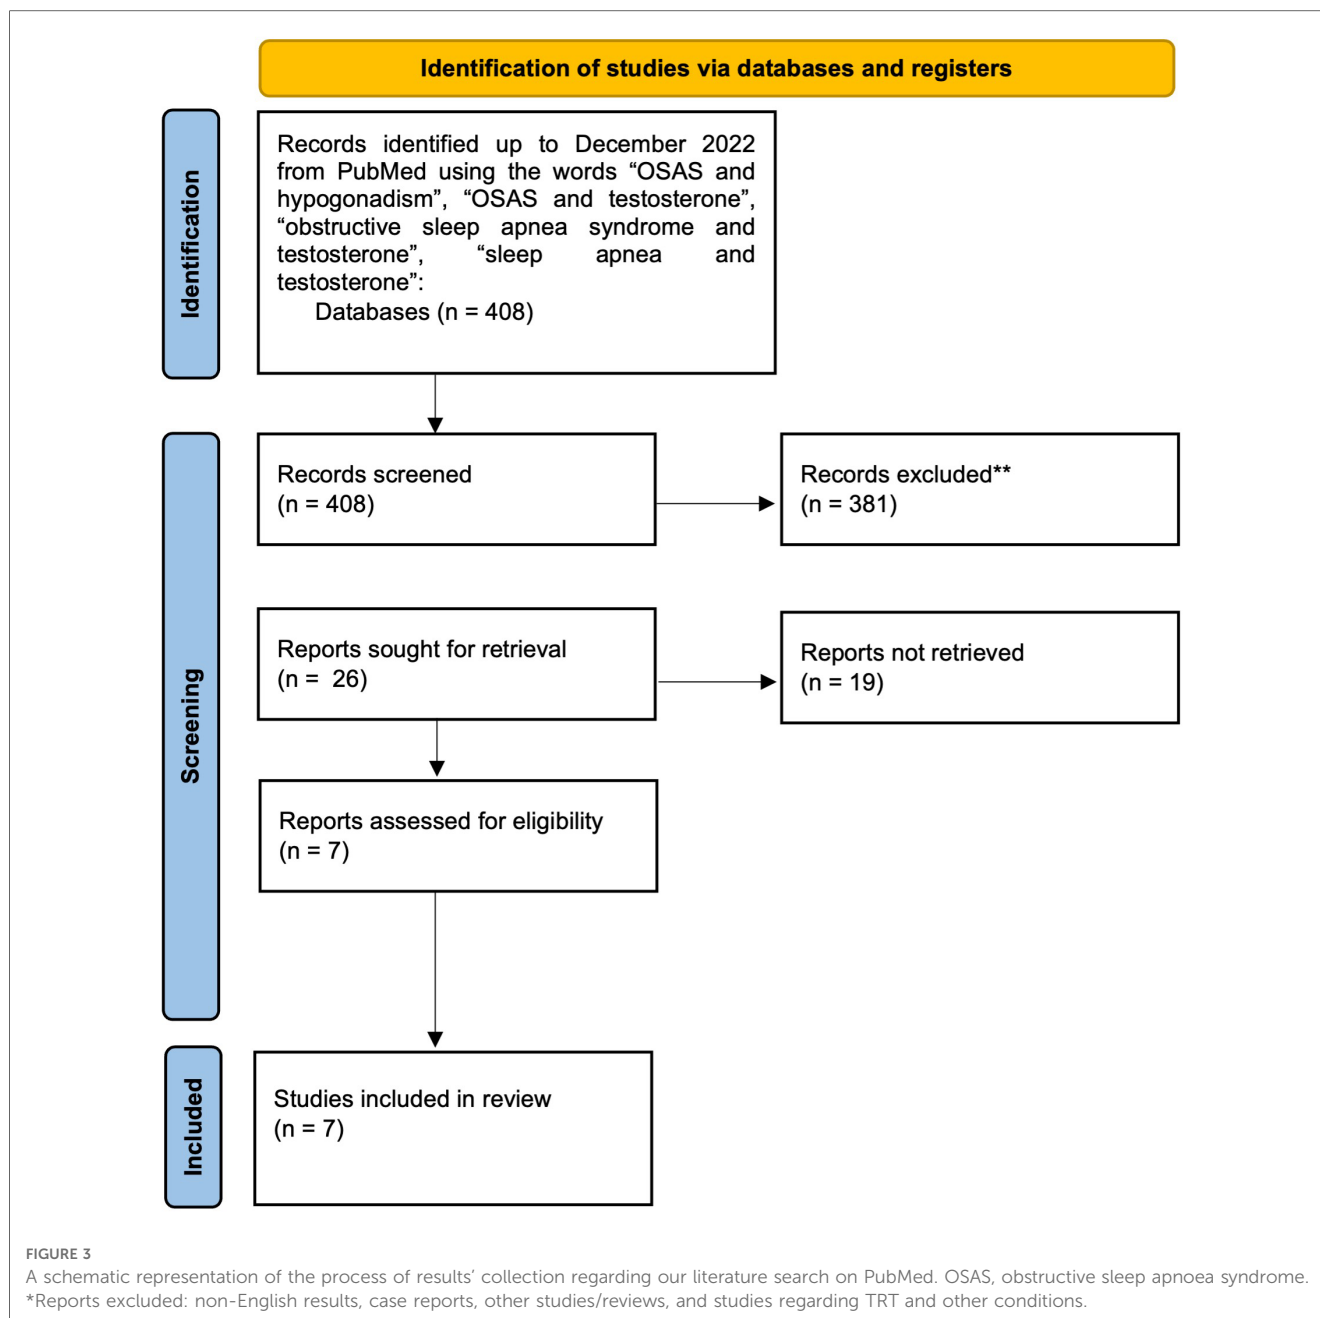 Identification of studies via databases and registers
Identification
Records identified up to December 2022
from PubMed using the words “OSAS and
hypogonadism”, “OSAS and testosterone”,
“obstructive sleep apnea syndrome and
testosterone”, “sleep apnea and
testosterone”:
Databases (n = 408)
Screening
Records screened
(n = 408)
Records excluded**
(n = 381)
Reports sought for retrieval
(n = 26)
Reports not retrieved
(n = 19)
Reports assessed for eligibility
(n = 7)
Included
Studies included in review
(n = 7)
FIGURE 3
A schematic representation of the process of results’ collection regarding our literature search on PubMed. OSAS, obstructive sleep apnoea syndrome.
*Reports excluded: non-English results, case reports, other studies/reviews, and studies regarding TRT and other conditions.